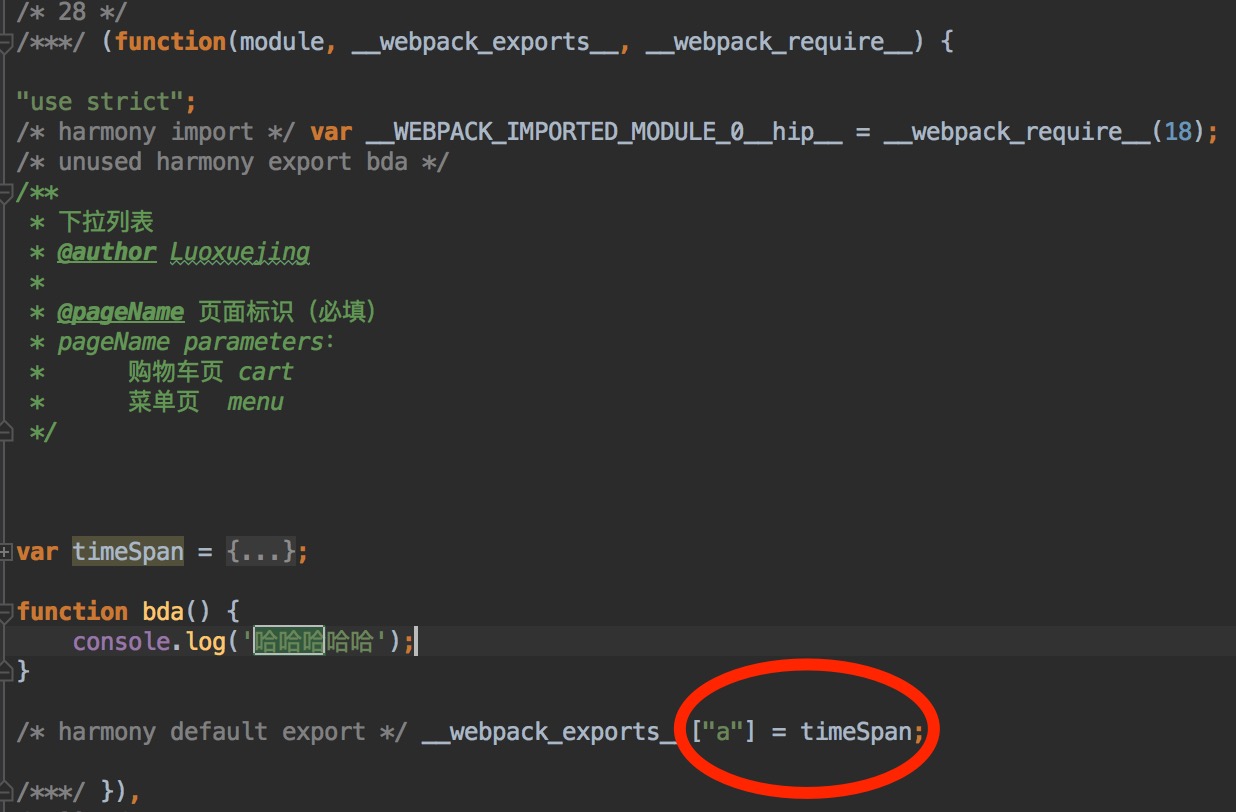 /* 28 */
/***/ (function(module, __webpack_exports__, __webpack_require__) {
"use strict";
/* harmony import */ var __WEBPACK_IMPORTED_MODULE_0__hip__ = __webpack_require__(18);
/* unused harmony export bda */
/**
* 下拉列表
* @author Luoxuejing
*
* @pageName 页面标识（必填）
* pageName parameters：
* 购物车页 cart
* 菜单页 menu
*/
var timeSpan = {...};
function bda() {
console.log('哈哈哈哈哈');
}
/* harmony default export */ __webpack_exports__["a"] = timeSpan;
/***/ }),